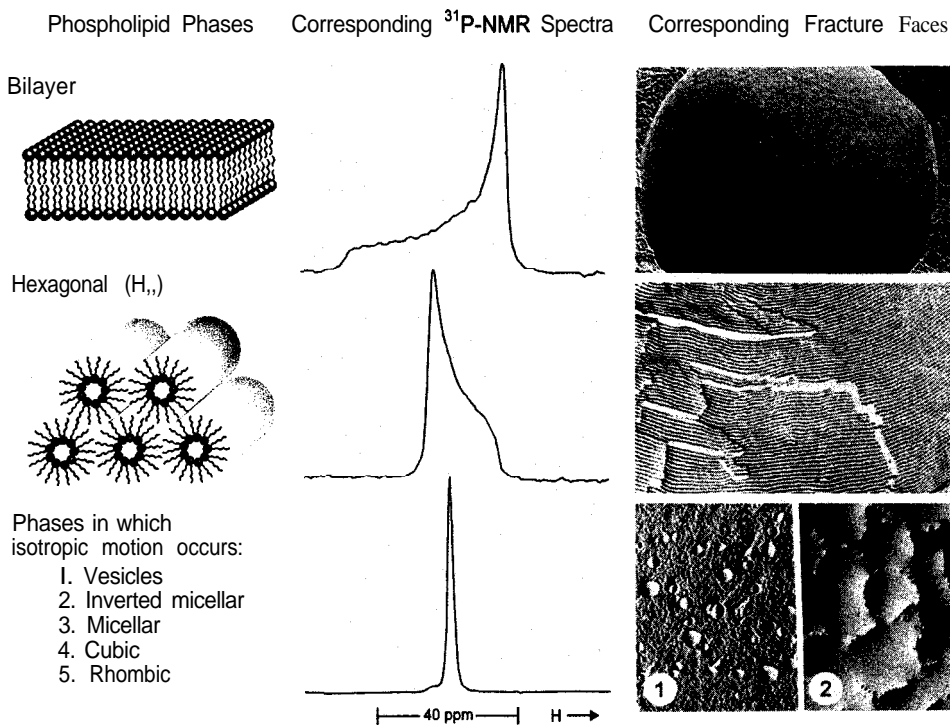 Phospholipid Phases
Corresponding ³¹P-NMR Spectra
Corresponding Fracture Faces
Bilayer
Hexagonal (H,,)
Phases in which
isotropic motion occurs:
I. Vesicles
2. Inverted micellar
3. Micellar
4. Cubic
5. Rhombic
1
2
40 ppm
H